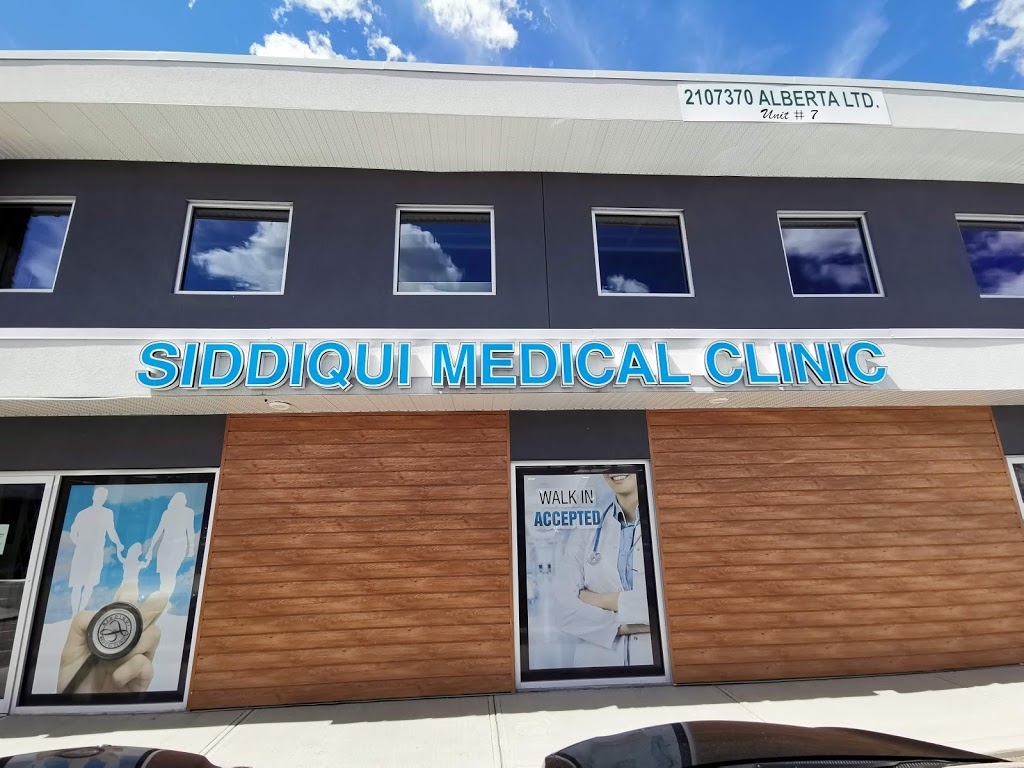 2107370 ALBERTA LTD.
Unit # 7
SIDDIQUI MEDICAL CLINIC
WALK IN
ACCEPTED